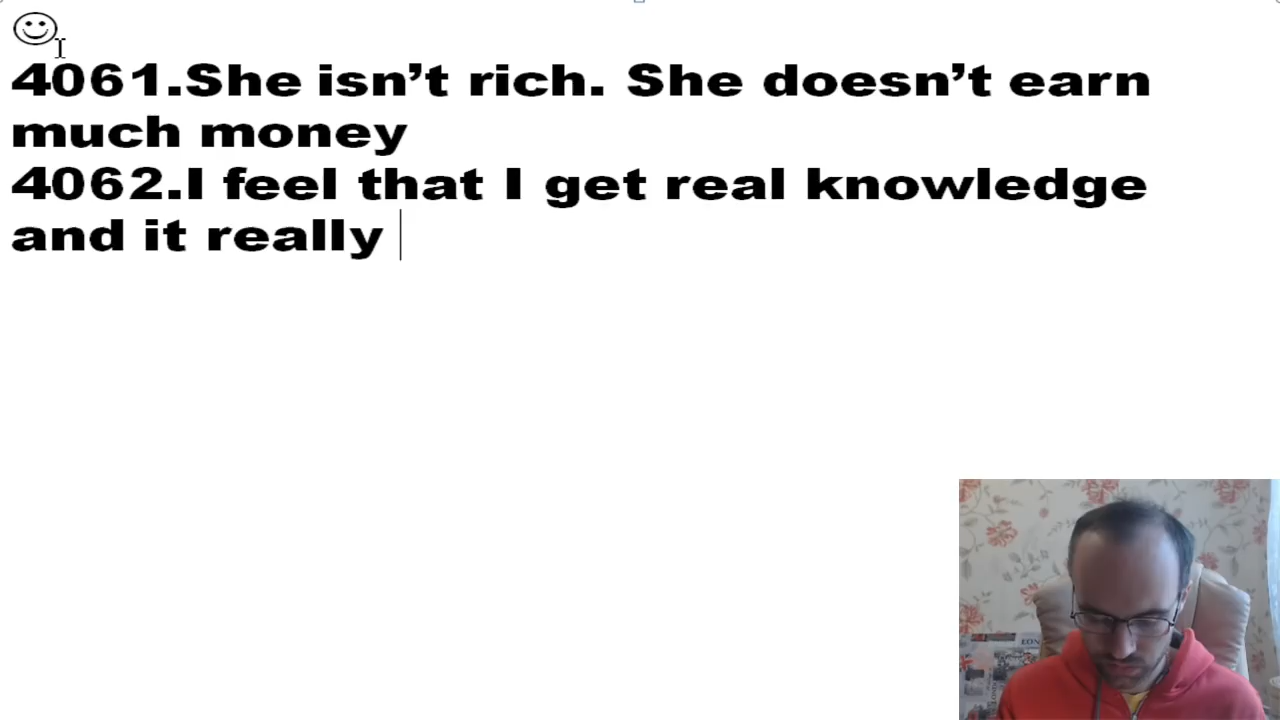 4061.She isn’t rich. She doesn’t earn
much money
4062.I feel that I get real knowledge
and it really